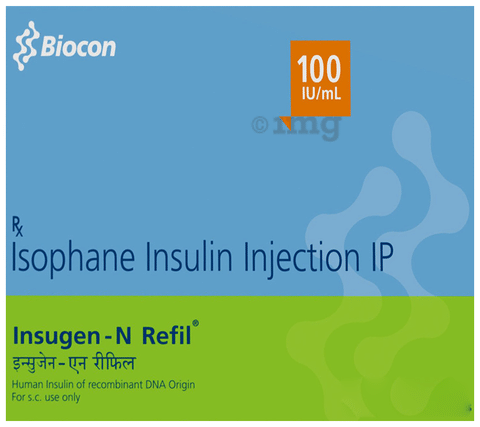 Biocon
100
IU/mL
Rx
Isophane Insulin Injection IP
Insugen-N Refil®
इन्सुजेन-एन रीफिल
Human Insulin of recombinant DNA Origin
For s.c. use only